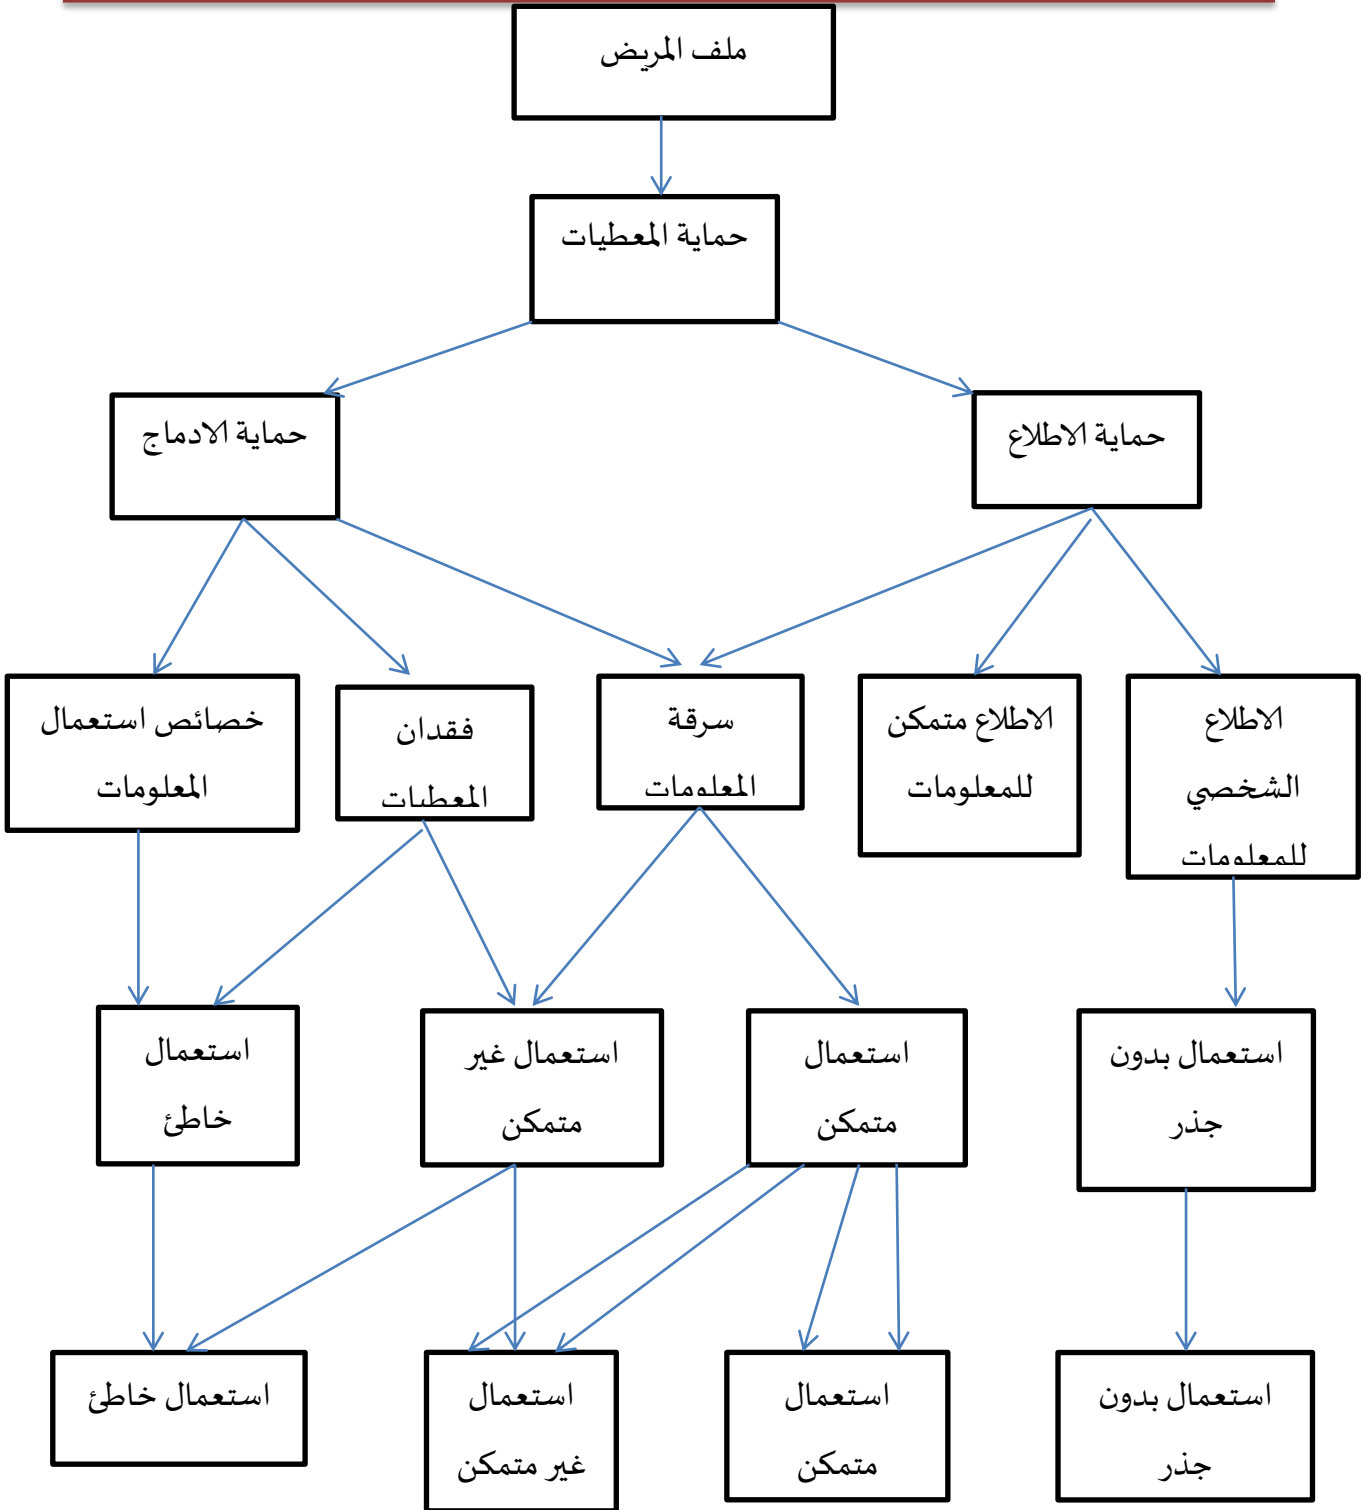 ملف المريض
حماية المعطيات
حماية الاطلاع
حماية الادماج
الاطلاع
الشخصي
للمعلومات
الاطلاع متمكن
للمعلومات
سرقة
المعلومات
فقدان
المعطيات
خصائص استعمال
المعلومات
استعمال بدون
جذر
استعمال
متمكن
استعمال غير
متمكن
استعمال
خاطئ
استعمال بدون
جذر
استعمال
متمكن
استعمال
غير متمكن
استعمال خاطئ